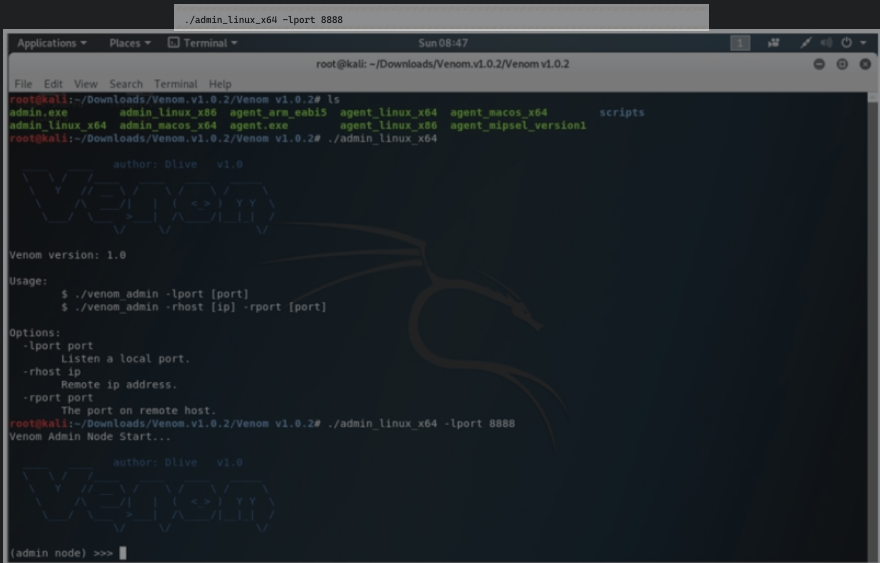 ./admin_linux_x64 -lport 8888
Applications Places Terminal Sun 08:47 1
root@kali: ~/Downloads/Venom.v1.0.2/Venom v1.0.2
File Edit View Search Terminal Help
root@kali:~/Downloads/Venom.v1.0.2/Venom v1.0.2# ls
admin.exe admin_linux_x86 agent_arm_eabi5 agent_linux_x64 agent_macos_x64 scripts
admin_linux_x64 admin_macos_x64 agent.exe agent_linux_x86 agent_mipsel_version1
root@kali:~/Downloads/Venom.v1.0.2/Venom v1.0.2# ./admin_linux_x64
author: Dlive v1.0
Venom
Venom version: 1.0
Usage:
$ ./venom_admin -lport [port]
$ ./venom_admin -rhost [ip] -rport [port]
Options:
-lport port
Listen a local port.
-rhost ip
Remote ip address.
-rport port
The port on remote host.
root@kali:~/Downloads/Venom.v1.0.2/Venom v1.0.2# ./admin_linux_x64 -lport 8888
Venom Admin Node Start...
author: Dlive v1.0
Venom
(admin node) >>>